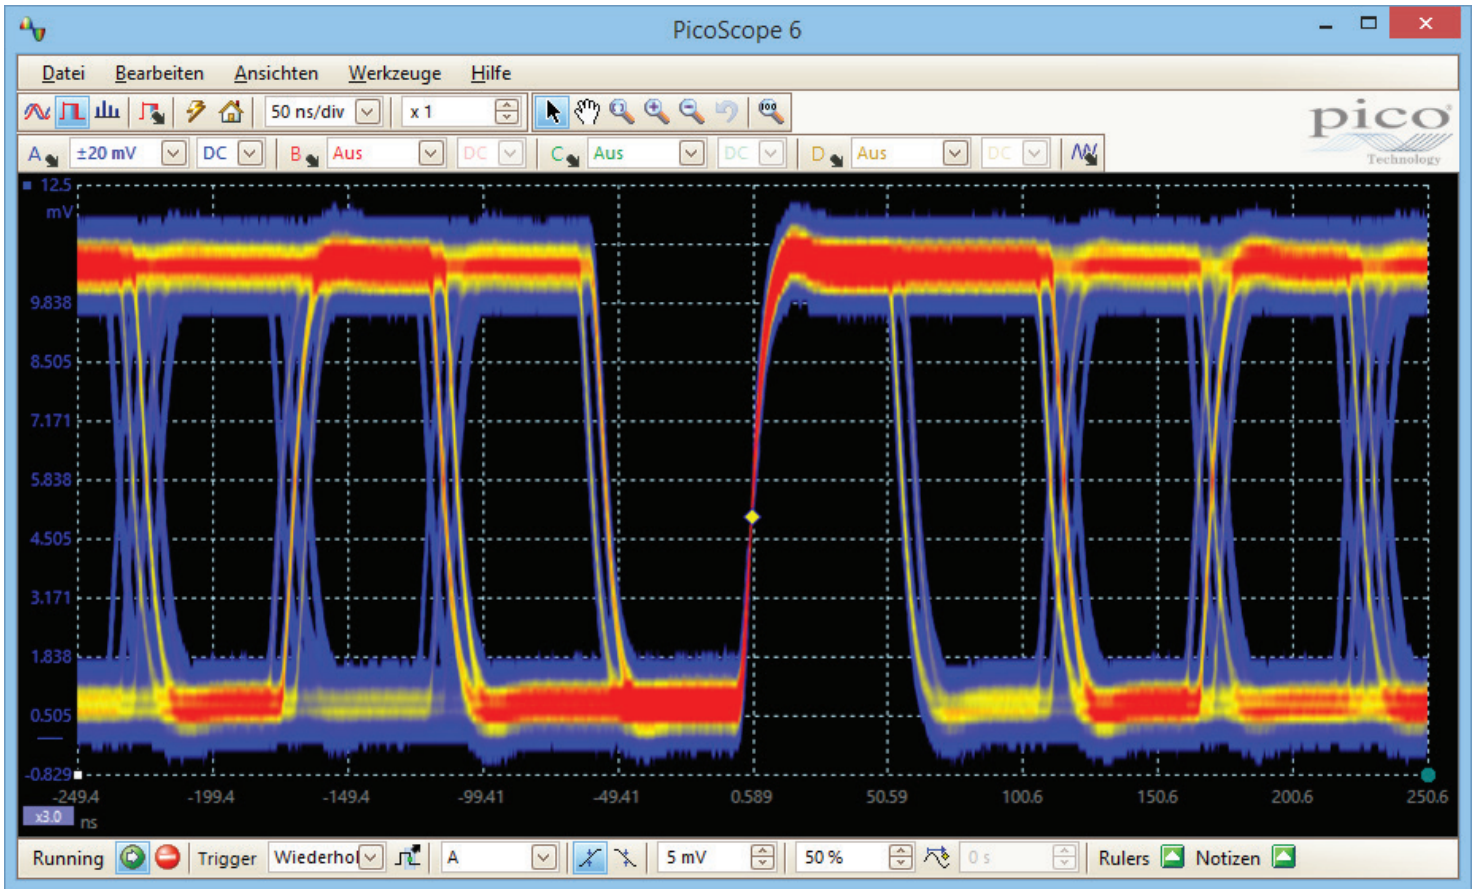 PicoScope 6
Datei Bearbeiten Ansichten Werkzeuge Hilfe
50 ns/div x 1
pico
Technology
A ±20 mV DC B Aus DC C Aus DC D Aus DC
12.5
mV
9.838
8.505
7.171
5.838
4.505
3.171
1.838
0.505
-0.829
-249.4 -199.4 -149.4 -99.41 -49.41 0.589 50.59 100.6 150.6 200.6 250.6
x3.0 ns
Running Trigger Wiederhol A 5 mV 50 % 0 s Rulers Notizen